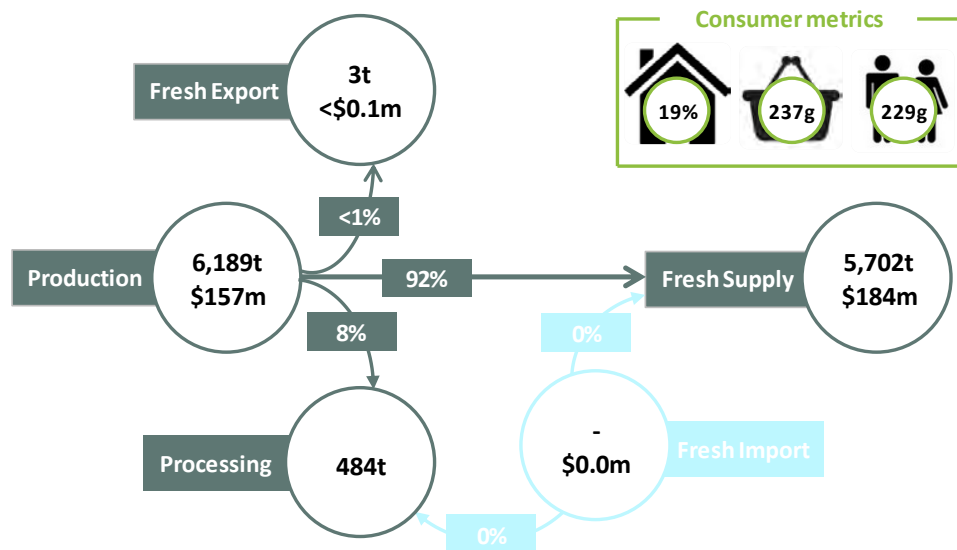 Consumer metrics
19%
237g
229g
Fresh Export
3t
<$0.1m
<1%
Production
6,189t
$157m
92%
Fresh Supply
5,702t
$184m
8%
0%
Processing
484t
-
$0.0m
Fresh Import
0%